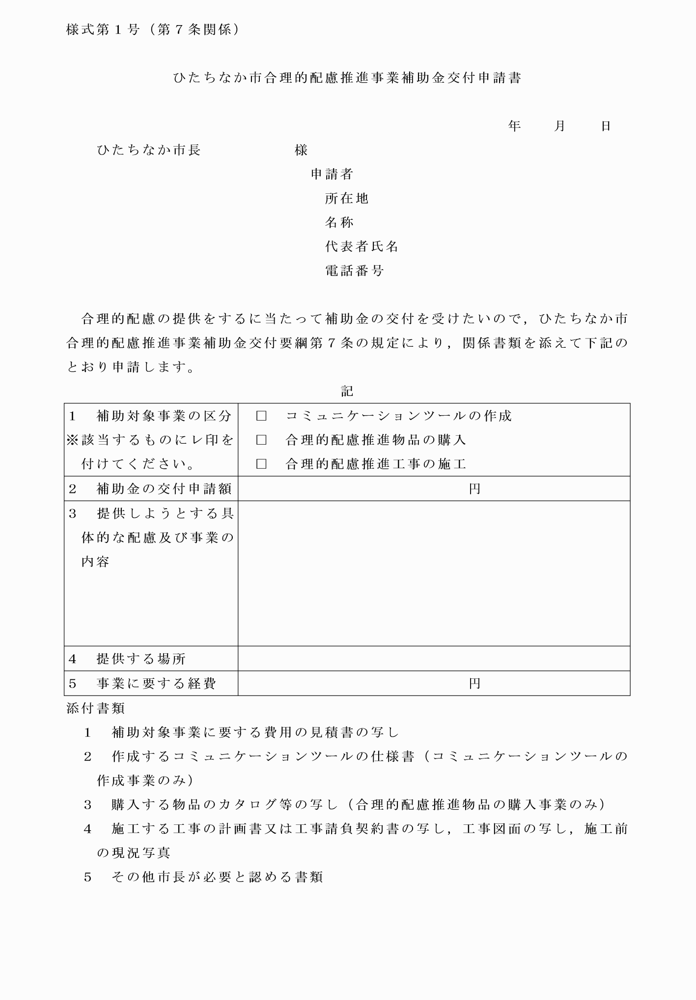 様式第１号（第７条関係）
ひたちなか市合理的配慮推進事業補助金交付申請書
年　　月　　日
ひたちなか市長　　　　　　様
申請者
所在地
名称
代表者氏名
電話番号
合理的配慮の提供をするに当たって補助金の交付を受けたいので，ひたちなか市
合理的配慮推進事業補助金交付要綱第７条の規定により，関係書類を添えて下記の
とおり申請します。
記
１　補助対象事業の区分
※該当するものにレ印を
付けてください。
□　コミュニケーションツールの作成
□　合理的配慮推進物品の購入
□　合理的配慮推進工事の施工
２　補助金の交付申請額
円
３　提供しようとする具
体的な配慮及び事業の
内容
４　提供する場所
５　事業に要する経費
円
添付書類
１　補助対象事業に要する費用の見積書の写し
２　作成するコミュニケーションツールの仕様書（コミュニケーションツールの
作成事業のみ）
３　購入する物品のカタログ等の写し（合理的配慮推進物品の購入事業のみ）
４　施工する工事の計画書又は工事請負契約書の写し，工事図面の写し，施工前
の現況写真
５　その他市長が必要と認める書類